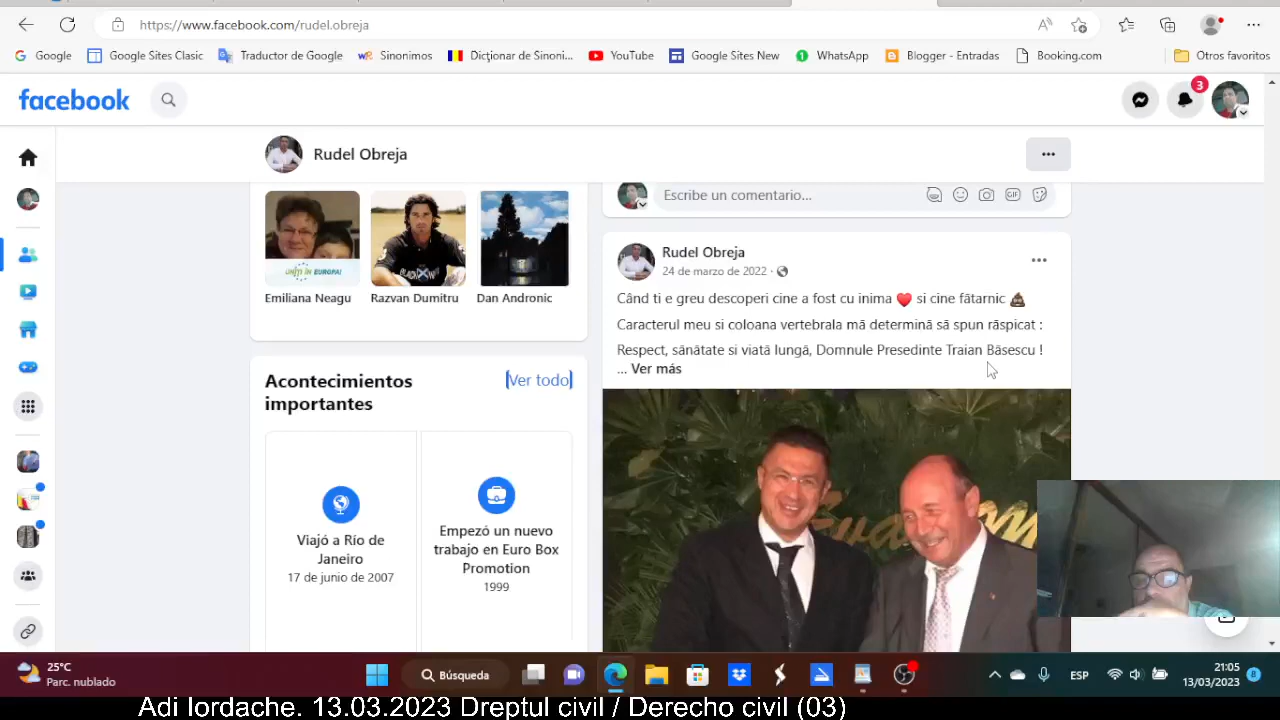 https://www.facebook.com/rudel.obreja
Google
Google Sites Clasic
Traductor de Google
Sinonimos
Dicționar de Sinoni...
YouTube
Google Sites New
WhatsApp
Blogger - Entradas
Booking.com
Otros favoritos
facebook
3
Rudel Obreja
Escribe un comentario...
GIF
Emiliana Neagu
Razvan Dumitru
Dan Andronic
UNIȚI ÎN EUROPA!
Acontecimientos importantes
Ver todo
Viajó a Río de Janeiro
17 de junio de 2007
Empezó un nuevo trabajo en Euro Box Promotion
1999
Rudel Obreja
24 de marzo de 2022
Când ti e greu descoperi cine a fost cu inima ❤️ si cine fătarnic 💩
Caracterul meu si coloana vertebrala mă determină să spun răspicat :
Respect, sănătate si viată lungă, Domnule Presedinte Traian Băsescu !
... Ver más
25°C
Parc. nublado
Búsqueda
ESP
21:05
13/03/2023
8
Adi Iordache. 13.03.2023 Dreptul civil / Derecho civil (03)